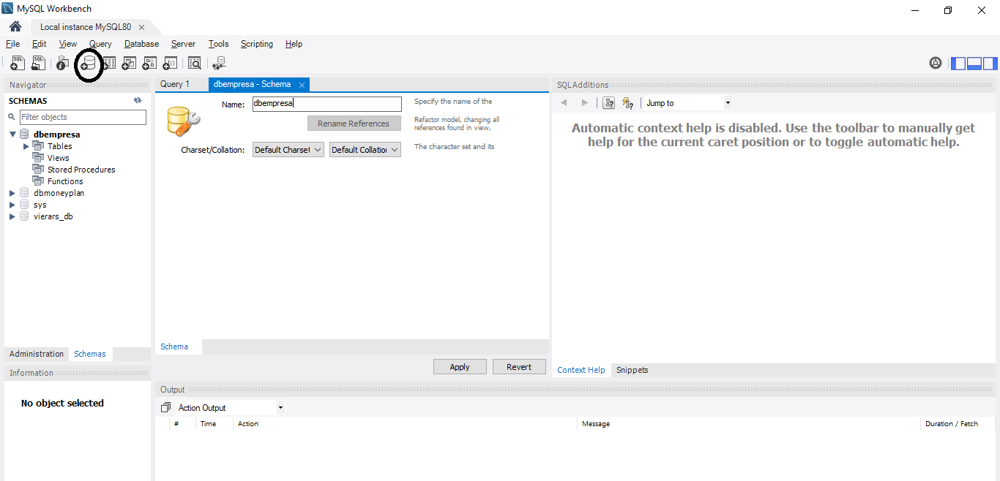 MySQL Workbench
Local instance MySQL80
File Edit View Query Database Server Tools Scripting Help
Navigator
SCHEMAS
Filter objects
dbempresa
Tables
Views
Stored Procedures
Functions
dbmoneyplan
sys
vierars_db
Administration Schemas
Information
No object selected
Query 1 dbempresa - Schema
Name: dbempresa Specify the name of the
Rename References Refactor model, changing all
references found in view,
Charset/Collation: Default Charset Default Collation The character set and its
Schema
Apply Revert
SQLAdditions
Jump to
Automatic context help is disabled. Use the toolbar to manually get
help for the current caret position or to toggle automatic help.
Context Help Snippets
Output
Action Output
# Time Action Message Duration / Fetch